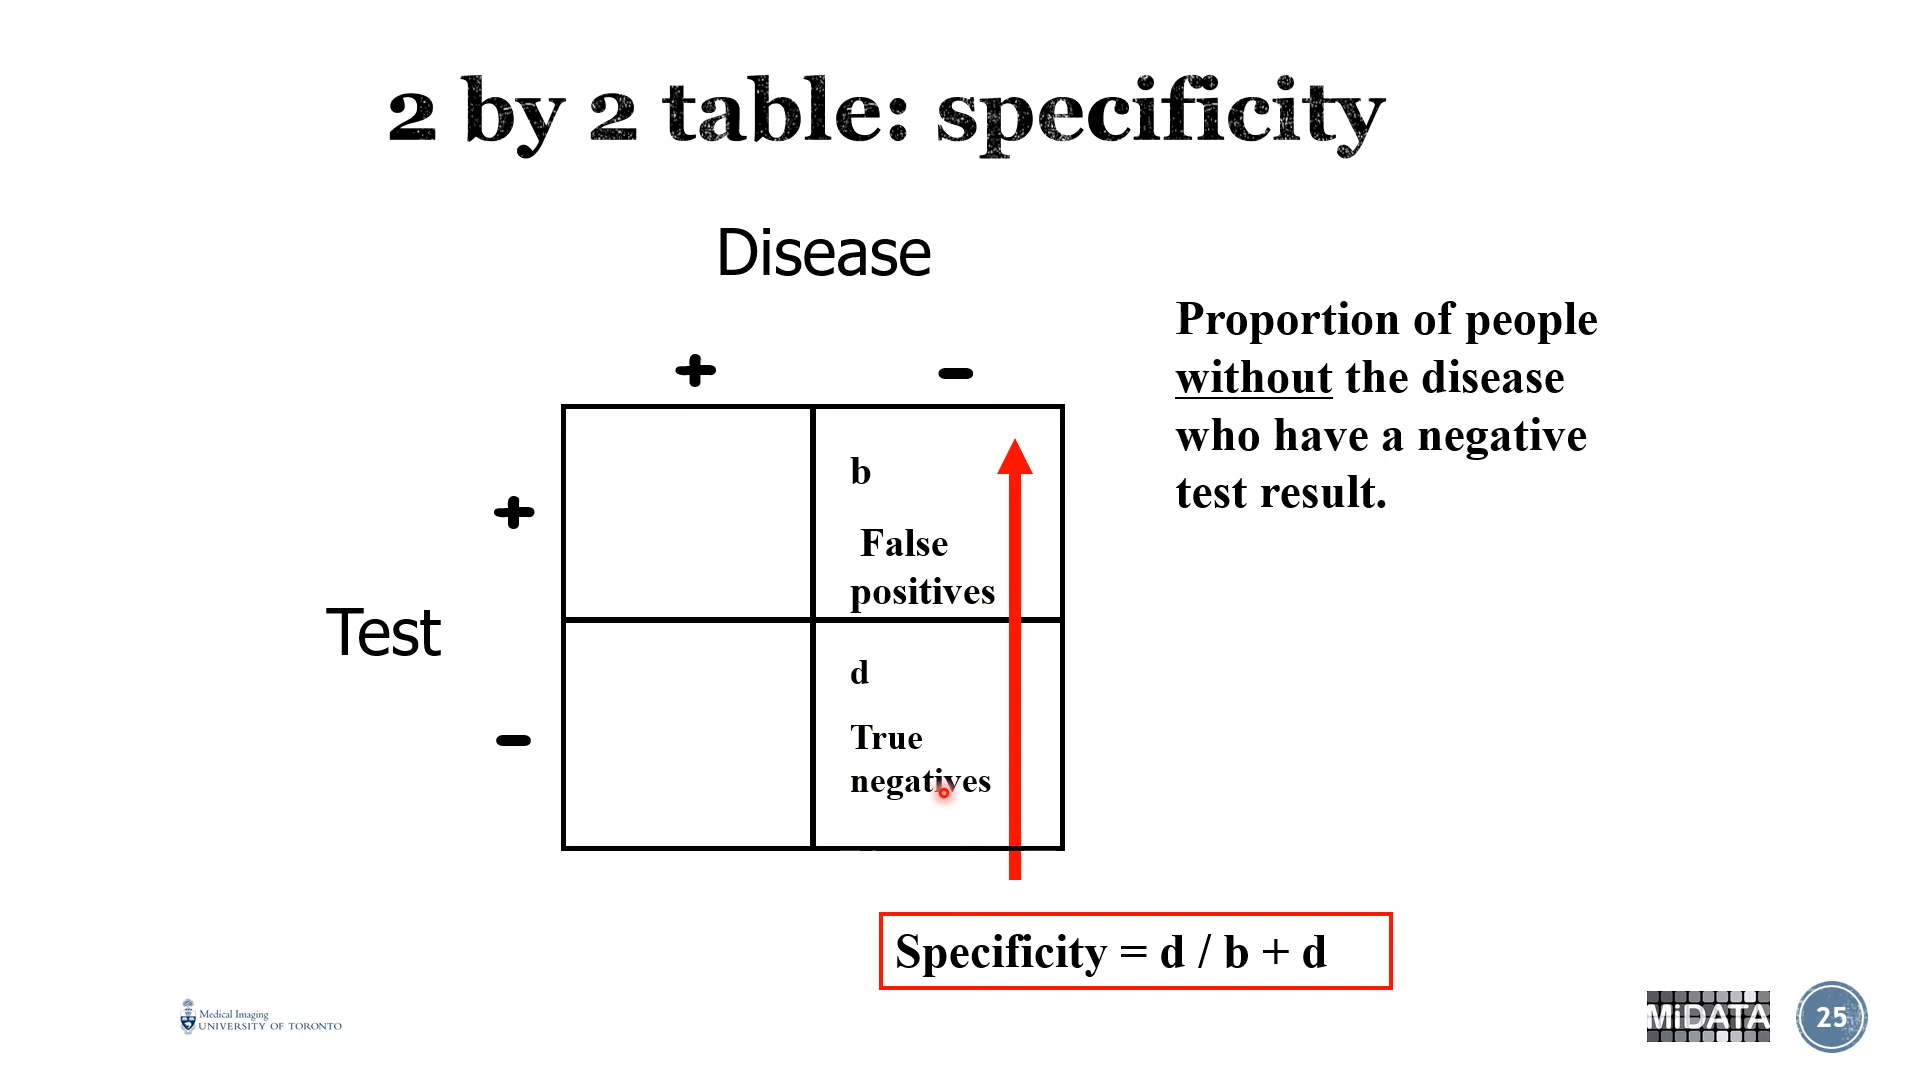 2 by 2 table: specificity
Disease
+ -
Proportion of people
without the disease
who have a negative
test result.
+
b
False
positives
Test
-
d
True
negatives
Specificity = d / b + d
Medical Imaging
UNIVERSITY OF TORONTO
MiDATA
25